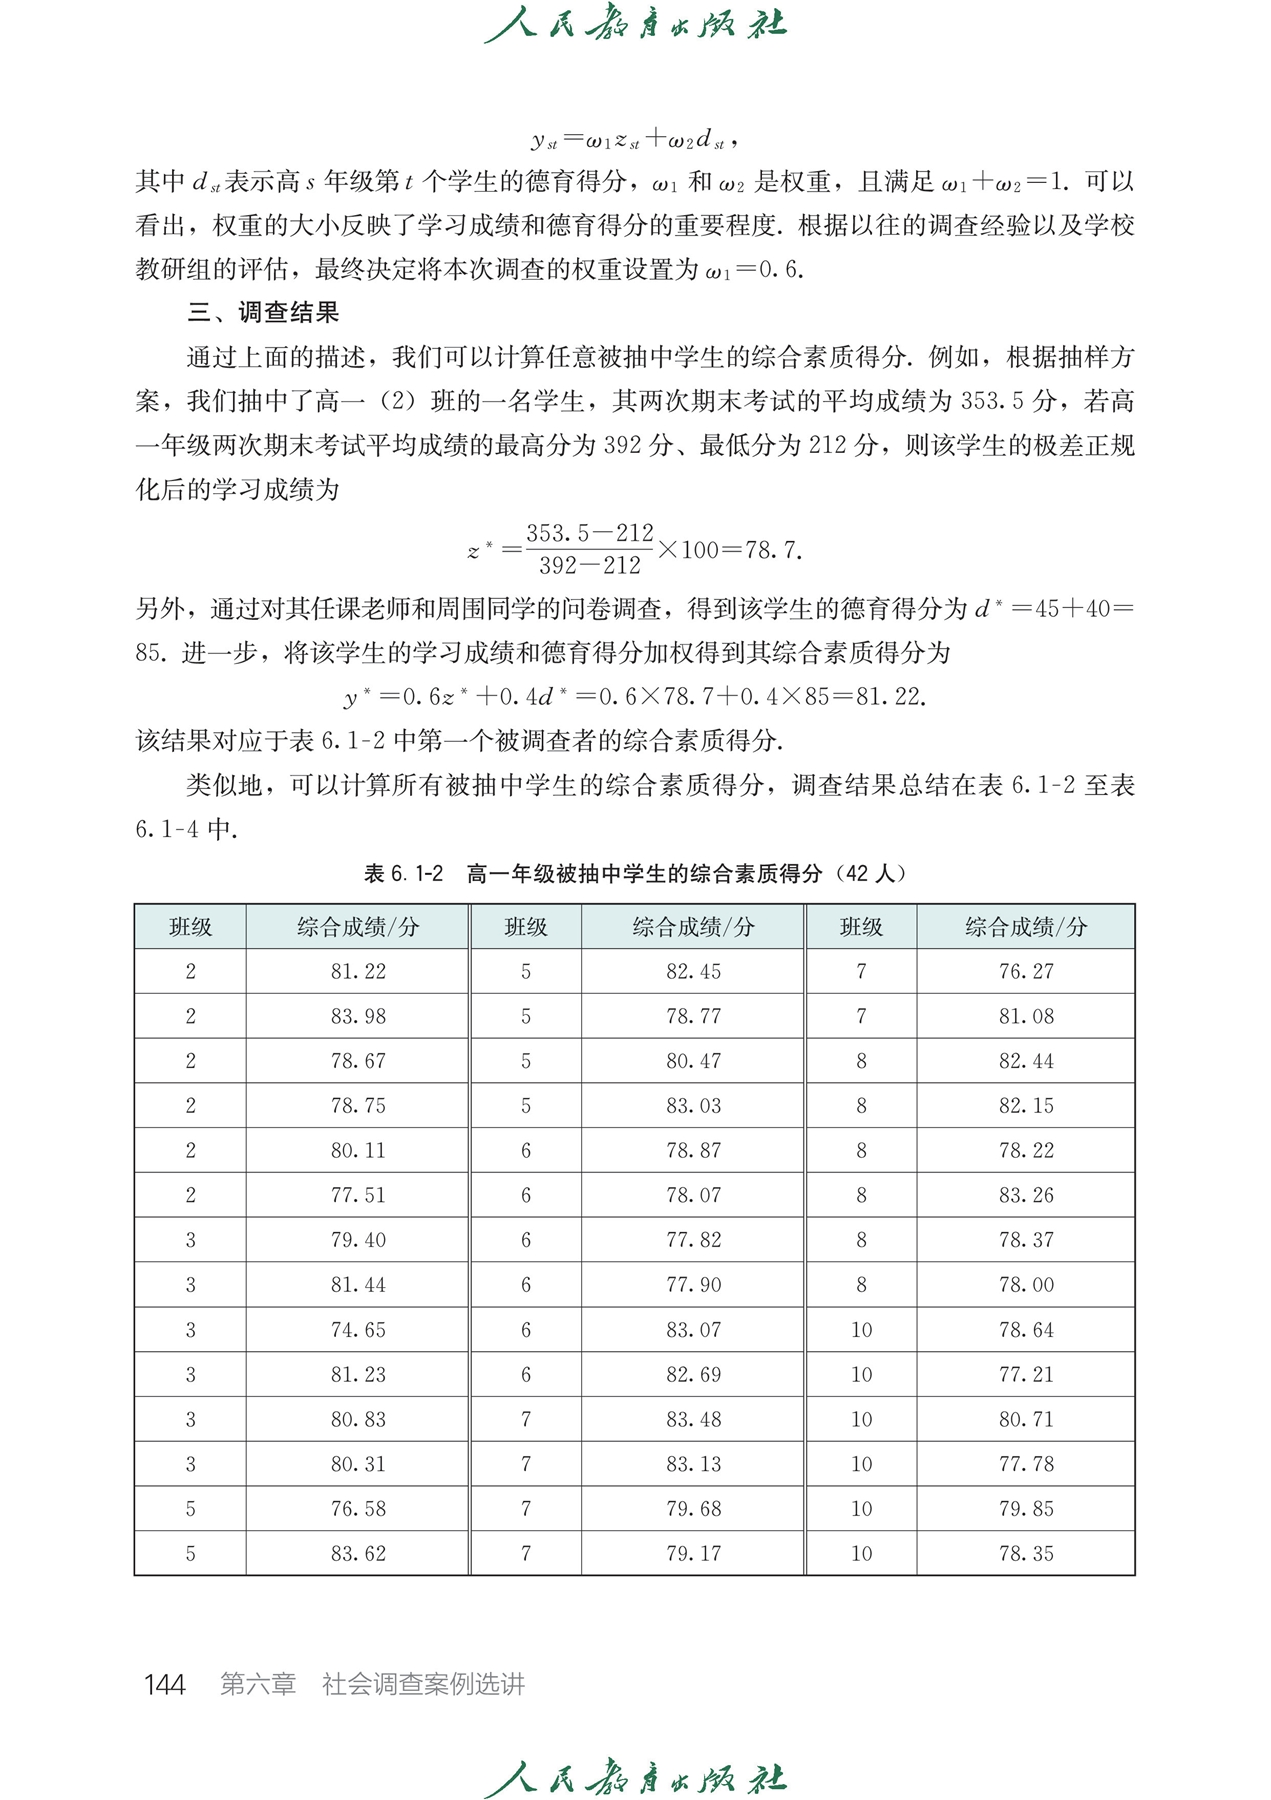 人民教育出版社
y_st=ω1z_st+ω2d_st，
其中 d_st 表示高 s 年级第 t 个学生的德育得分，ω1 和 ω2 是权重，且满足 ω1+ω2=1. 可以
看出，权重的大小反映了学习成绩和德育得分的重要程度. 根据以往的调查经验以及学校
教研组的评估，最终决定将本次调查的权重设置为 ω1=0.6.
三、调查结果
通过上面的描述，我们可以计算任意被抽中学生的综合素质得分. 例如，根据抽样方
案，我们抽中了高一（2）班的一名学生，其两次期末考试的平均成绩为 353.5 分，若高
一年级两次期末考试平均成绩的最高分为 392 分、最低分为 212 分，则该学生的极差正规
化后的学习成绩为
z*=(353.5−212)/(392−212)×100=78.7.
另外，通过对其任课老师和周围同学的问卷调查，得到该学生的德育得分为 d*=45+40=
85. 进一步，将该学生的学习成绩和德育得分加权得到其综合素质得分为
y*=0.6z*+0.4d*=0.6×78.7+0.4×85=81.22.
该结果对应于表 6.1-2 中第一个被调查者的综合素质得分.
类似地，可以计算所有被抽中学生的综合素质得分，调查结果总结在表 6.1-2 至表
6.1-4 中.
表 6.1-2 高一年级被抽中学生的综合素质得分（42 人）
班级 综合成绩/分 班级 综合成绩/分 班级 综合成绩/分
2 81.22 5 82.45 7 76.27
2 83.98 5 78.77 7 81.08
2 78.67 5 80.47 8 82.44
2 78.75 5 83.03 8 82.15
2 80.11 6 78.87 8 78.22
2 77.51 6 78.07 8 83.26
3 79.40 6 77.82 8 78.37
3 81.44 6 77.90 8 78.00
3 74.65 6 83.07 10 78.64
3 81.23 6 82.69 10 77.21
3 80.83 7 83.48 10 80.71
3 80.31 7 83.13 10 77.78
5 76.58 7 79.68 10 79.85
5 83.62 7 79.17 10 78.35
144 第六章 社会调查案例选讲
人民教育出版社